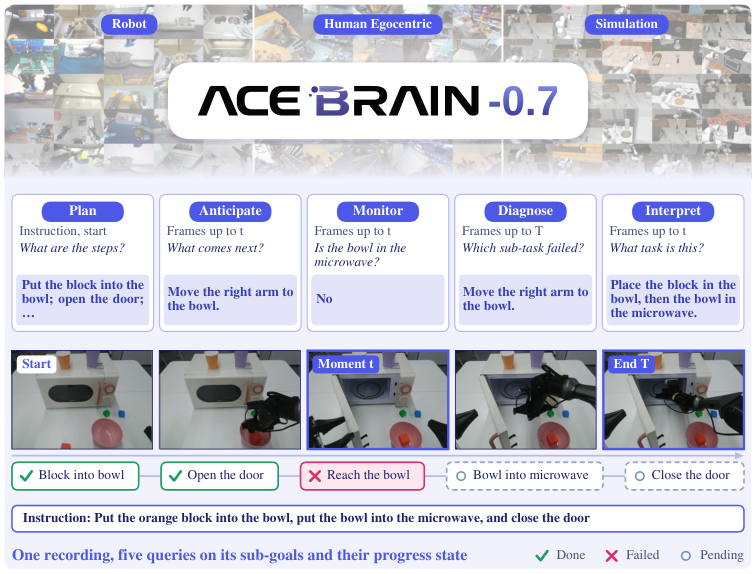 Robot
Human Egocentric
Simulation
ACE BRAIN -0.7
Plan
Instruction, start
What are the steps?
Put the block into the
bowl; open the door;
…
Anticipate
Frames up to t
What comes next?
Move the right arm to
the bowl.
Monitor
Frames up to t
Is the bowl in the
microwave?
No
Diagnose
Frames up to T
Which sub-task failed?
Move the right arm to
the bowl.
Interpret
Frames up to t
What task is this?
Place the block in the
bowl, then the bowl in
the microwave.
Start
Moment t
End T
Block into bowl
Open the door
Reach the bowl
Bowl into microwave
Close the door
Instruction: Put the orange block into the bowl, put the bowl into the microwave, and close the door
One recording, five queries on its sub-goals and their progress state
Done
Failed
Pending